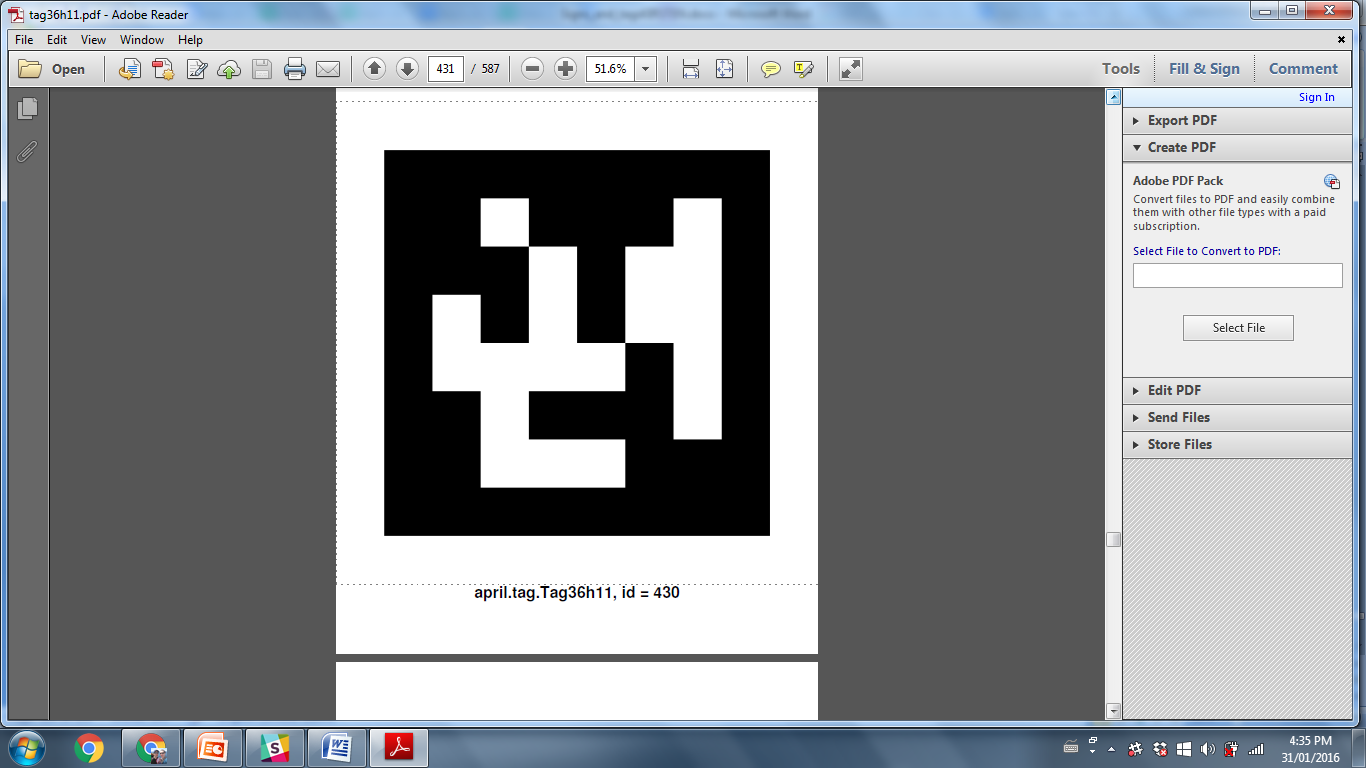 tag36h11.pdf - Adobe Reader
File Edit View Window Help
Open 431 / 587 51.6% Tools Fill & Sign Comment
Sign In
Export PDF
Create PDF
Adobe PDF Pack
Convert files to PDF and easily combine
them with other file types with a paid
subscription.
Select File to Convert to PDF:
Select File
Edit PDF
Send Files
Store Files
april.tag.Tag36h11, id = 430
4:35 PM
31/01/2016